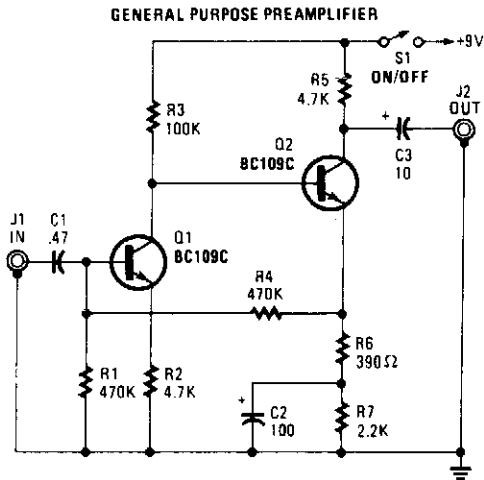 GENERAL PURPOSE PREAMPLIFIER
+9V
S1
ON/OFF
R5
4.7K
J2
OUT
R3
100K
Q2
BC109C
+
C3
10
J1
IN
C1
.47
Q1
BC109C
R4
470K
R6
390Ω
R1
470K
R2
4.7K
+
C2
100
R7
2.2K